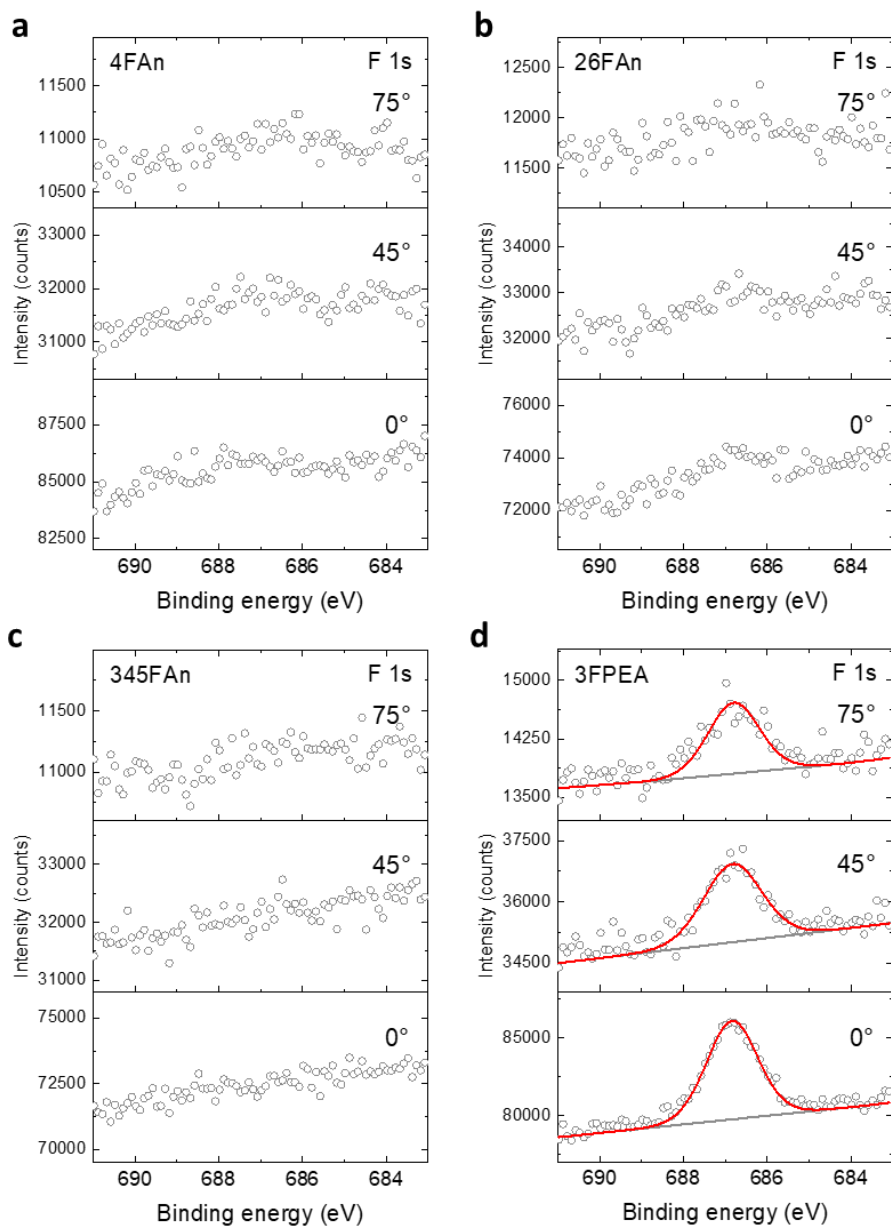 a
4FAn F 1s
75°
11500
11000
10500
45°
33000
32000
31000
0°
87500
85000
82500
Intensity (counts)
690 688 686 684
Binding energy (eV)
b
26FAn F 1s
75°
12500
12000
11500
45°
34000
33000
32000
0°
76000
74000
72000
Intensity (counts)
690 688 686 684
Binding energy (eV)
c
345FAn F 1s
75°
11500
11000
45°
33000
32000
31000
0°
75000
72500
70000
Intensity (counts)
690 688 686 684
Binding energy (eV)
d
3FPEA F 1s
75°
15000
14250
13500
45°
37500
36000
34500
0°
85000
80000
Intensity (counts)
690 688 686 684
Binding energy (eV)